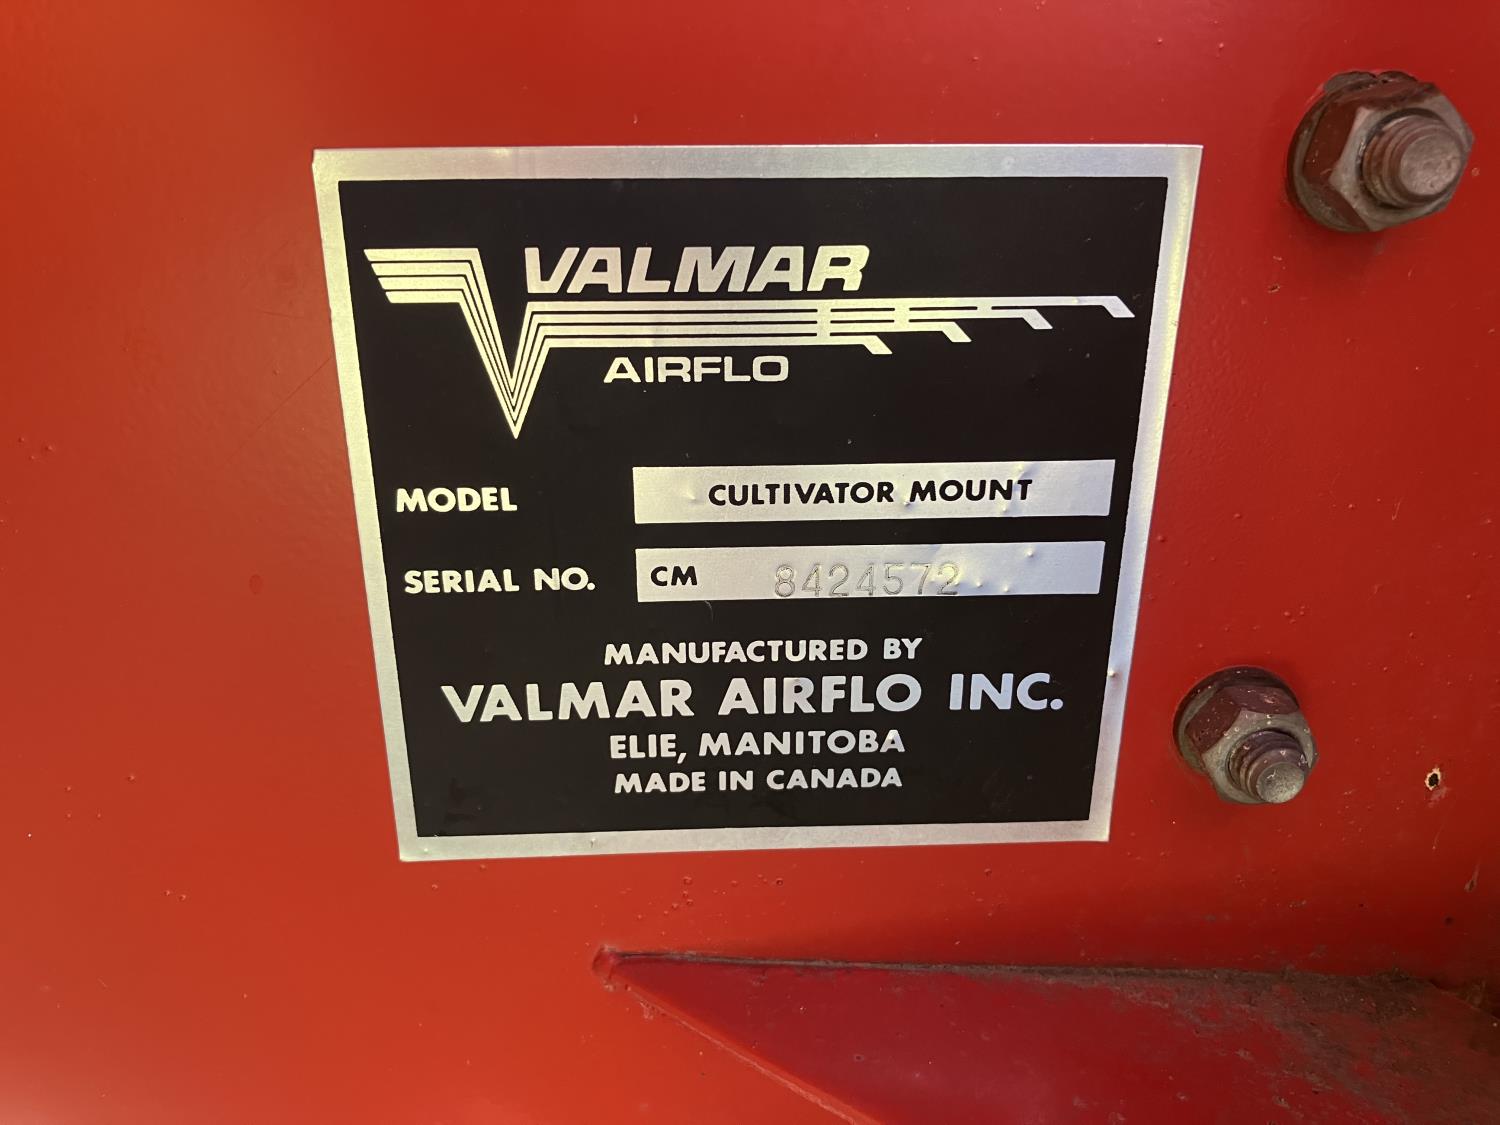 VALMAR
AIRFLO
MODEL CULTIVATOR MOUNT
SERIAL NO. CM 8424572
MANUFACTURED BY
VALMAR AIRFLO INC.
ELIE, MANITOBA
MADE IN CANADA